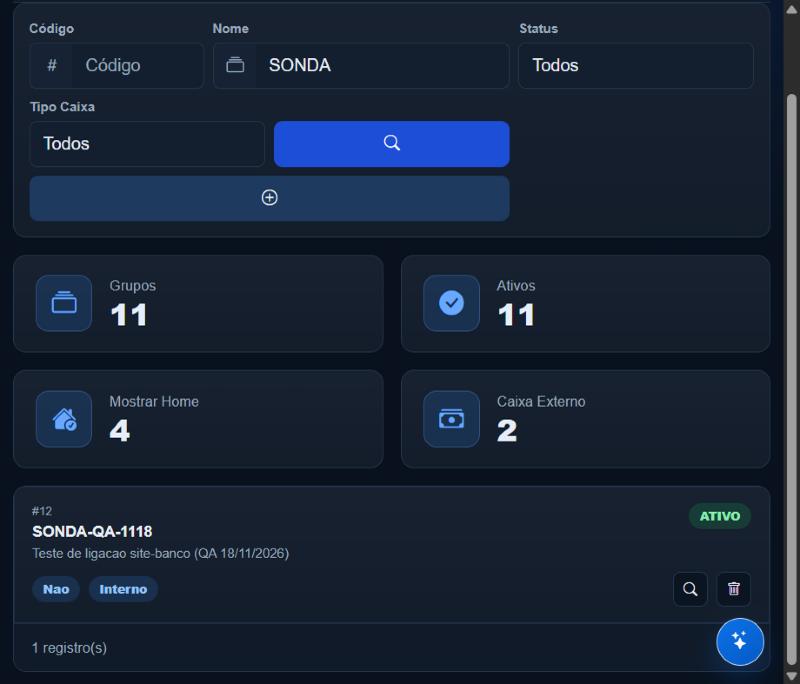 Código
Nome
Status
# Código
SONDA
Todos
Tipo Caixa
Todos
Grupos
11
Ativos
11
Mostrar Home
4
Caixa Externo
2
#12
SONDA-QA-1118
ATIVO
Teste de ligacao site-banco (QA 18/11/2026)
Nao
Interno
1 registro(s)